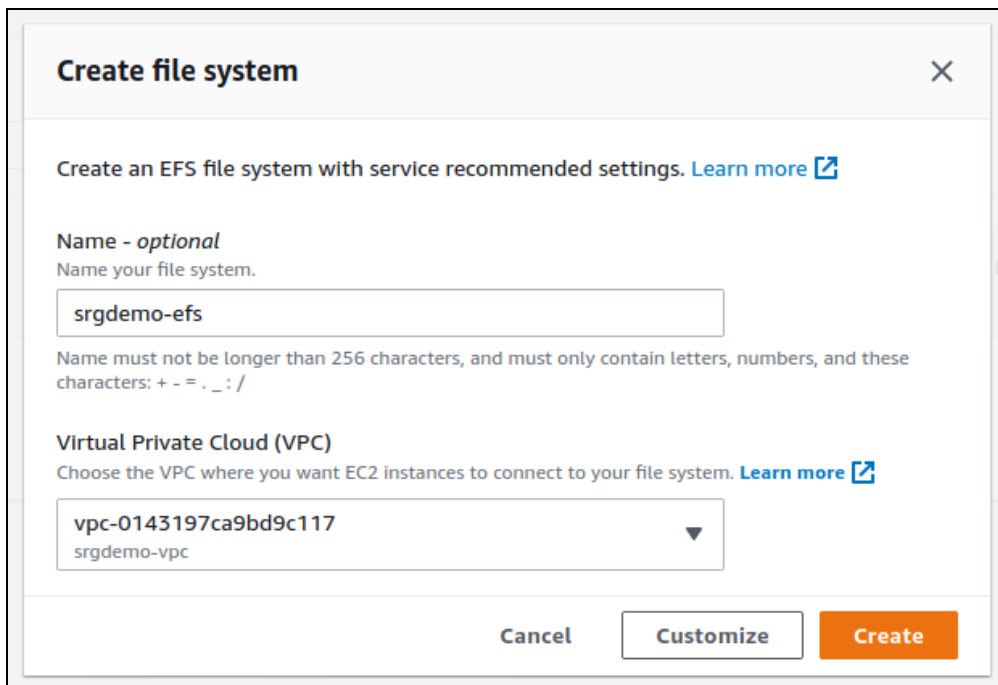 Create file system
Create an EFS file system with service recommended settings. Learn more
Name - optional
Name your file system.
srgdemo-efs
Name must not be longer than 256 characters, and must only contain letters, numbers, and these
characters: + - = . _ : /
Virtual Private Cloud (VPC)
Choose the VPC where you want EC2 instances to connect to your file system. Learn more
vpc-0143197ca9bd9c117
srgdemo-vpc
Cancel Customize Create